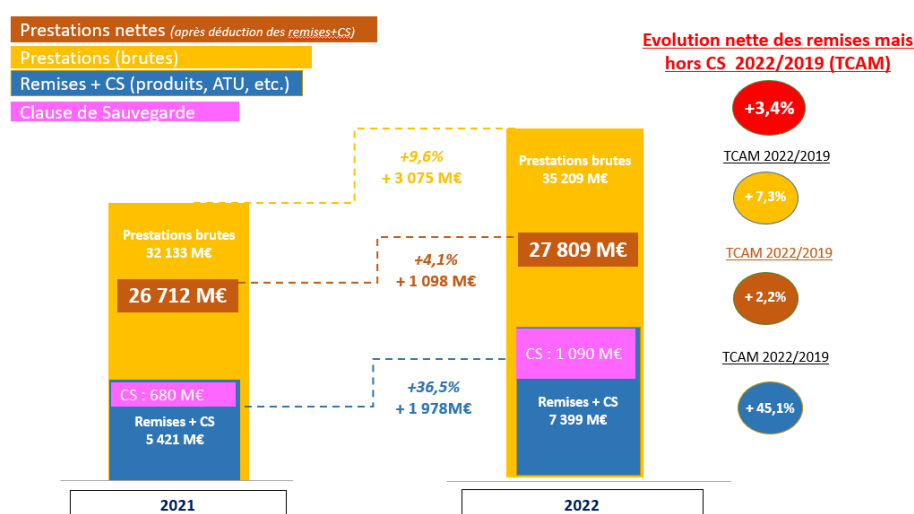 Prestations nettes (après déduction des remises+CS)
Prestations (brutes)
Remises + CS (produits, ATU, etc.)
Clause de Sauvegarde
Evolution nette des remises mais
hors CS 2022/2019 (TCAM)
+3,4%
TCAM 2022/2019
+ 7,3%
TCAM 2022/2019
+ 2,2%
TCAM 2022/2019
+ 45,1%
+9,6%
+ 3 075 M€
+4,1%
+ 1 098 M€
+36,5%
+ 1 978M€
Prestations brutes
32 133 M€
26 712 M€
CS : 680 M€
Remises + CS
5 421 M€
2021
Prestations brutes
35 209 M€
27 809 M€
CS : 1 090 M€
Remises + CS
7 399 M€
2022